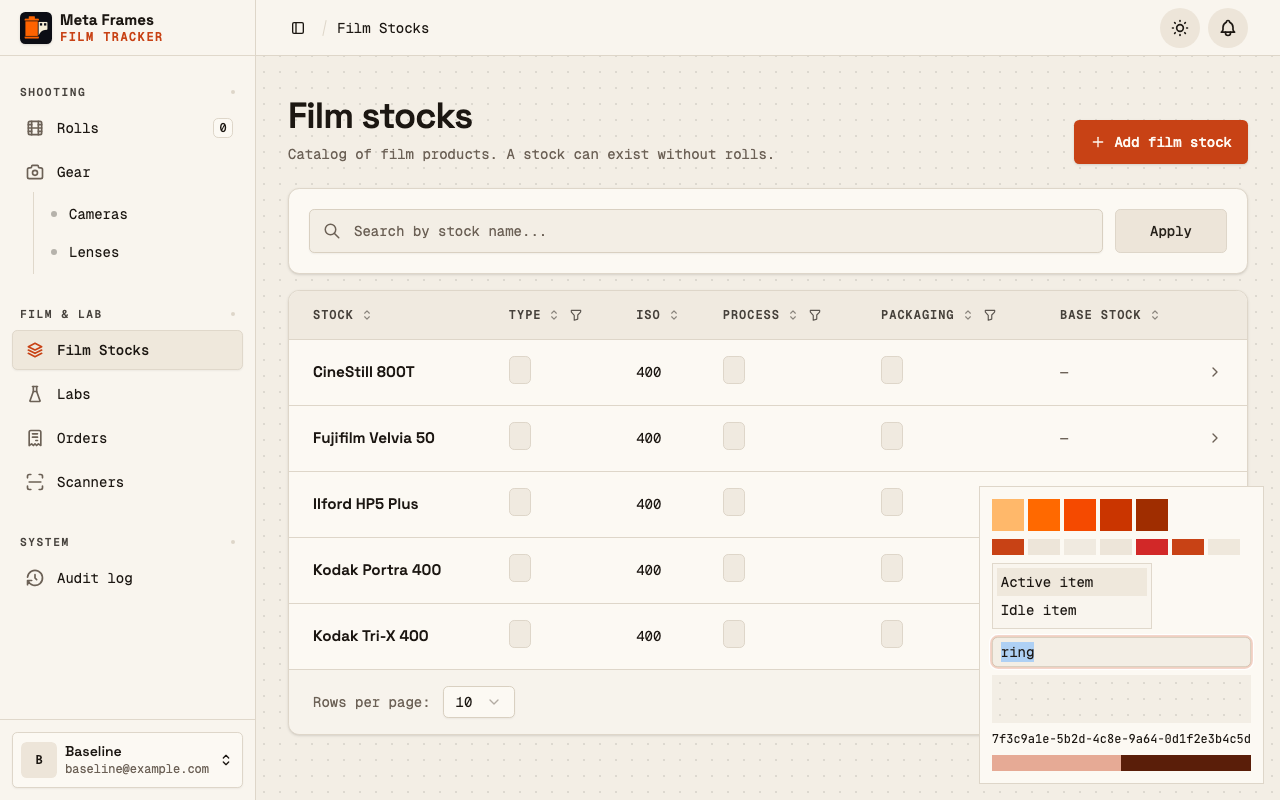 Meta Frames
FILM TRACKER
Film Stocks
SHOOTING
Rolls 0
Gear
Cameras
Lenses
FILM & LAB
Film Stocks
Labs
Orders
Scanners
SYSTEM
Audit log
Baseline
B
baseline@example.com
Film stocks
Catalog of film products. A stock can exist without rolls.
Add film stock
Search by stock name...
Apply
STOCK TYPE ISO PROCESS PACKAGING BASE STOCK
CineStill 800T 400 —
Fujifilm Velvia 50 400 —
Ilford HP5 Plus 400
Kodak Portra 400 400
Kodak Tri-X 400 400
Rows per page: 10
Active item
Idle item
ring
7f3c9a1e-5b2d-4c8e-9a64-0d1f2e3b4c5d